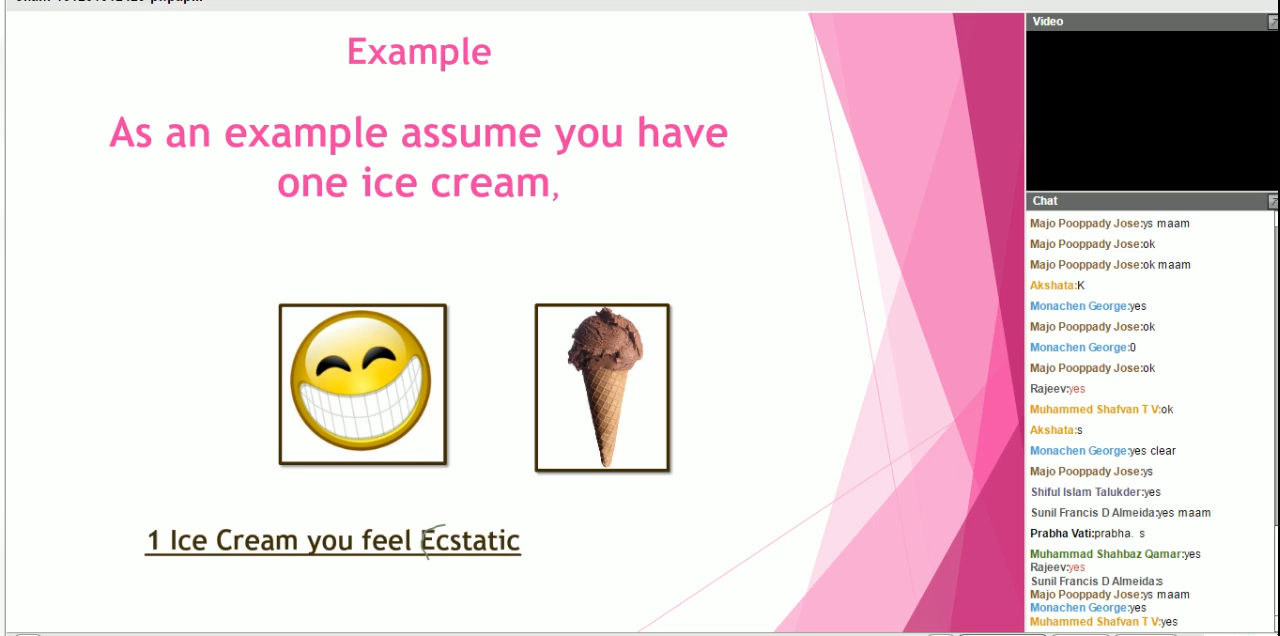 Example
As an example assume you have
one ice cream,
1 Ice Cream you feel Ecstatic
Video
Chat
Majo Pooppady Jose:ys maam
Majo Pooppady Jose:ok
Majo Pooppady Jose:ok maam
Akshata:K
Monachen George:yes
Majo Pooppady Jose:ok
Monachen George:0
Majo Pooppady Jose:ok
Rajeev:yes
Muhammed Shafvan T V:ok
Akshata:s
Monachen George:yes clear
Majo Pooppady Jose:ys
Shiful Islam Talukder:yes
Sunil Francis D Almeida:yes maam
Prabha Vati:prabha. s
Muhammad Shahbaz Qamar:yes
Rajeev:yes
Sunil Francis D Almeida:s
Majo Pooppady Jose:ys maam
Monachen George:yes
Muhammed Shafvan T V:yes